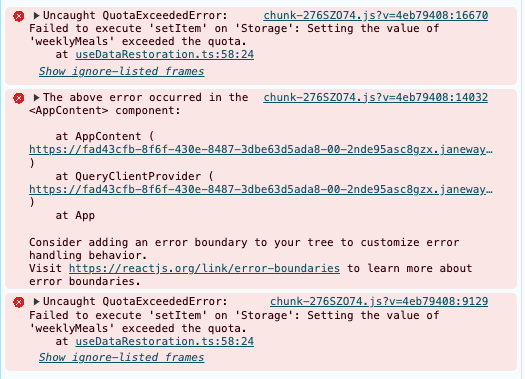 ▶Uncaught QuotaExceededError: chunk-276SZO74.js?v=4eb79408:16670
Failed to execute 'setItem' on 'Storage': Setting the value of
'weeklyMeals' exceeded the quota.
at useDataRestoration.ts:58:24
Show ignore-listed frames
▶The above error occurred in the chunk-276SZO74.js?v=4eb79408:14032
<AppContent> component:
at AppContent (
https://fad43cfb-8f6f-430e-8487-3dbe63d5ada8-00-2nde95asc8gzx.janeway…
)
at QueryClientProvider (
https://fad43cfb-8f6f-430e-8487-3dbe63d5ada8-00-2nde95asc8gzx.janeway…
)
at App
Consider adding an error boundary to your tree to customize error
handling behavior.
Visit https://reactjs.org/link/error-boundaries to learn more about
error boundaries.
▶Uncaught QuotaExceededError: chunk-276SZO74.js?v=4eb79408:9129
Failed to execute 'setItem' on 'Storage': Setting the value of
'weeklyMeals' exceeded the quota.
at useDataRestoration.ts:58:24
Show ignore-listed frames